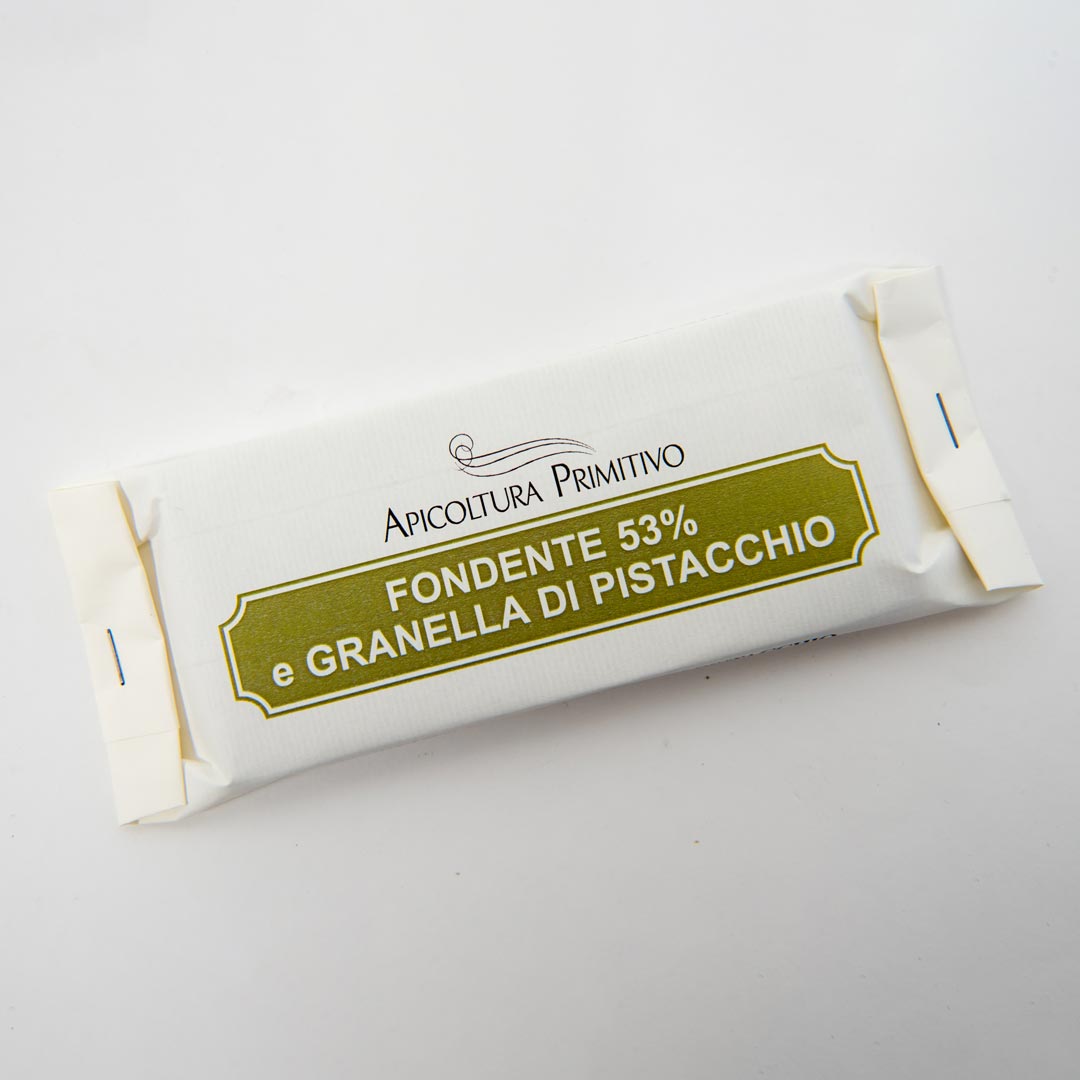 APICOLTURA PRIMITIVO
FONDENTE 53%
e GRANELLA DI PISTACCHIO